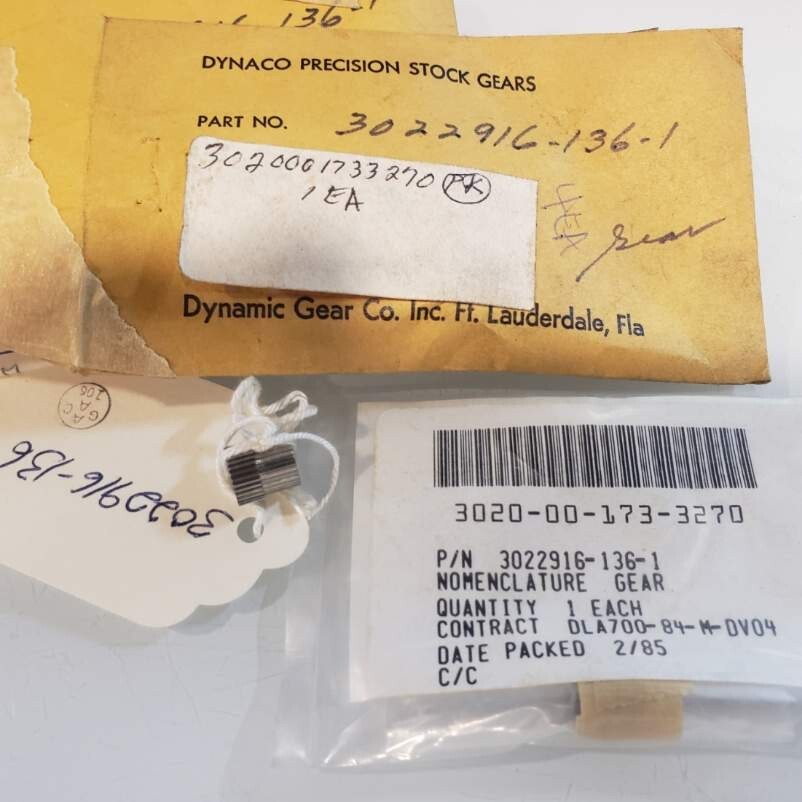 136
DYNACO PRECISION STOCK GEARS
PART NO. 3022916-136-1
3020001733270 PK
1 EA
gear
Dynamic Gear Co. Inc. Ft. Lauderdale, Fla
GAC
GA
106
3022916-136
3020-00-173-3270
P/N 3022916-136-1
NOMENCLATURE GEAR
QUANTITY 1 EACH
CONTRACT DLA700-84-M-DV04
DATE PACKED 2/85
C/C